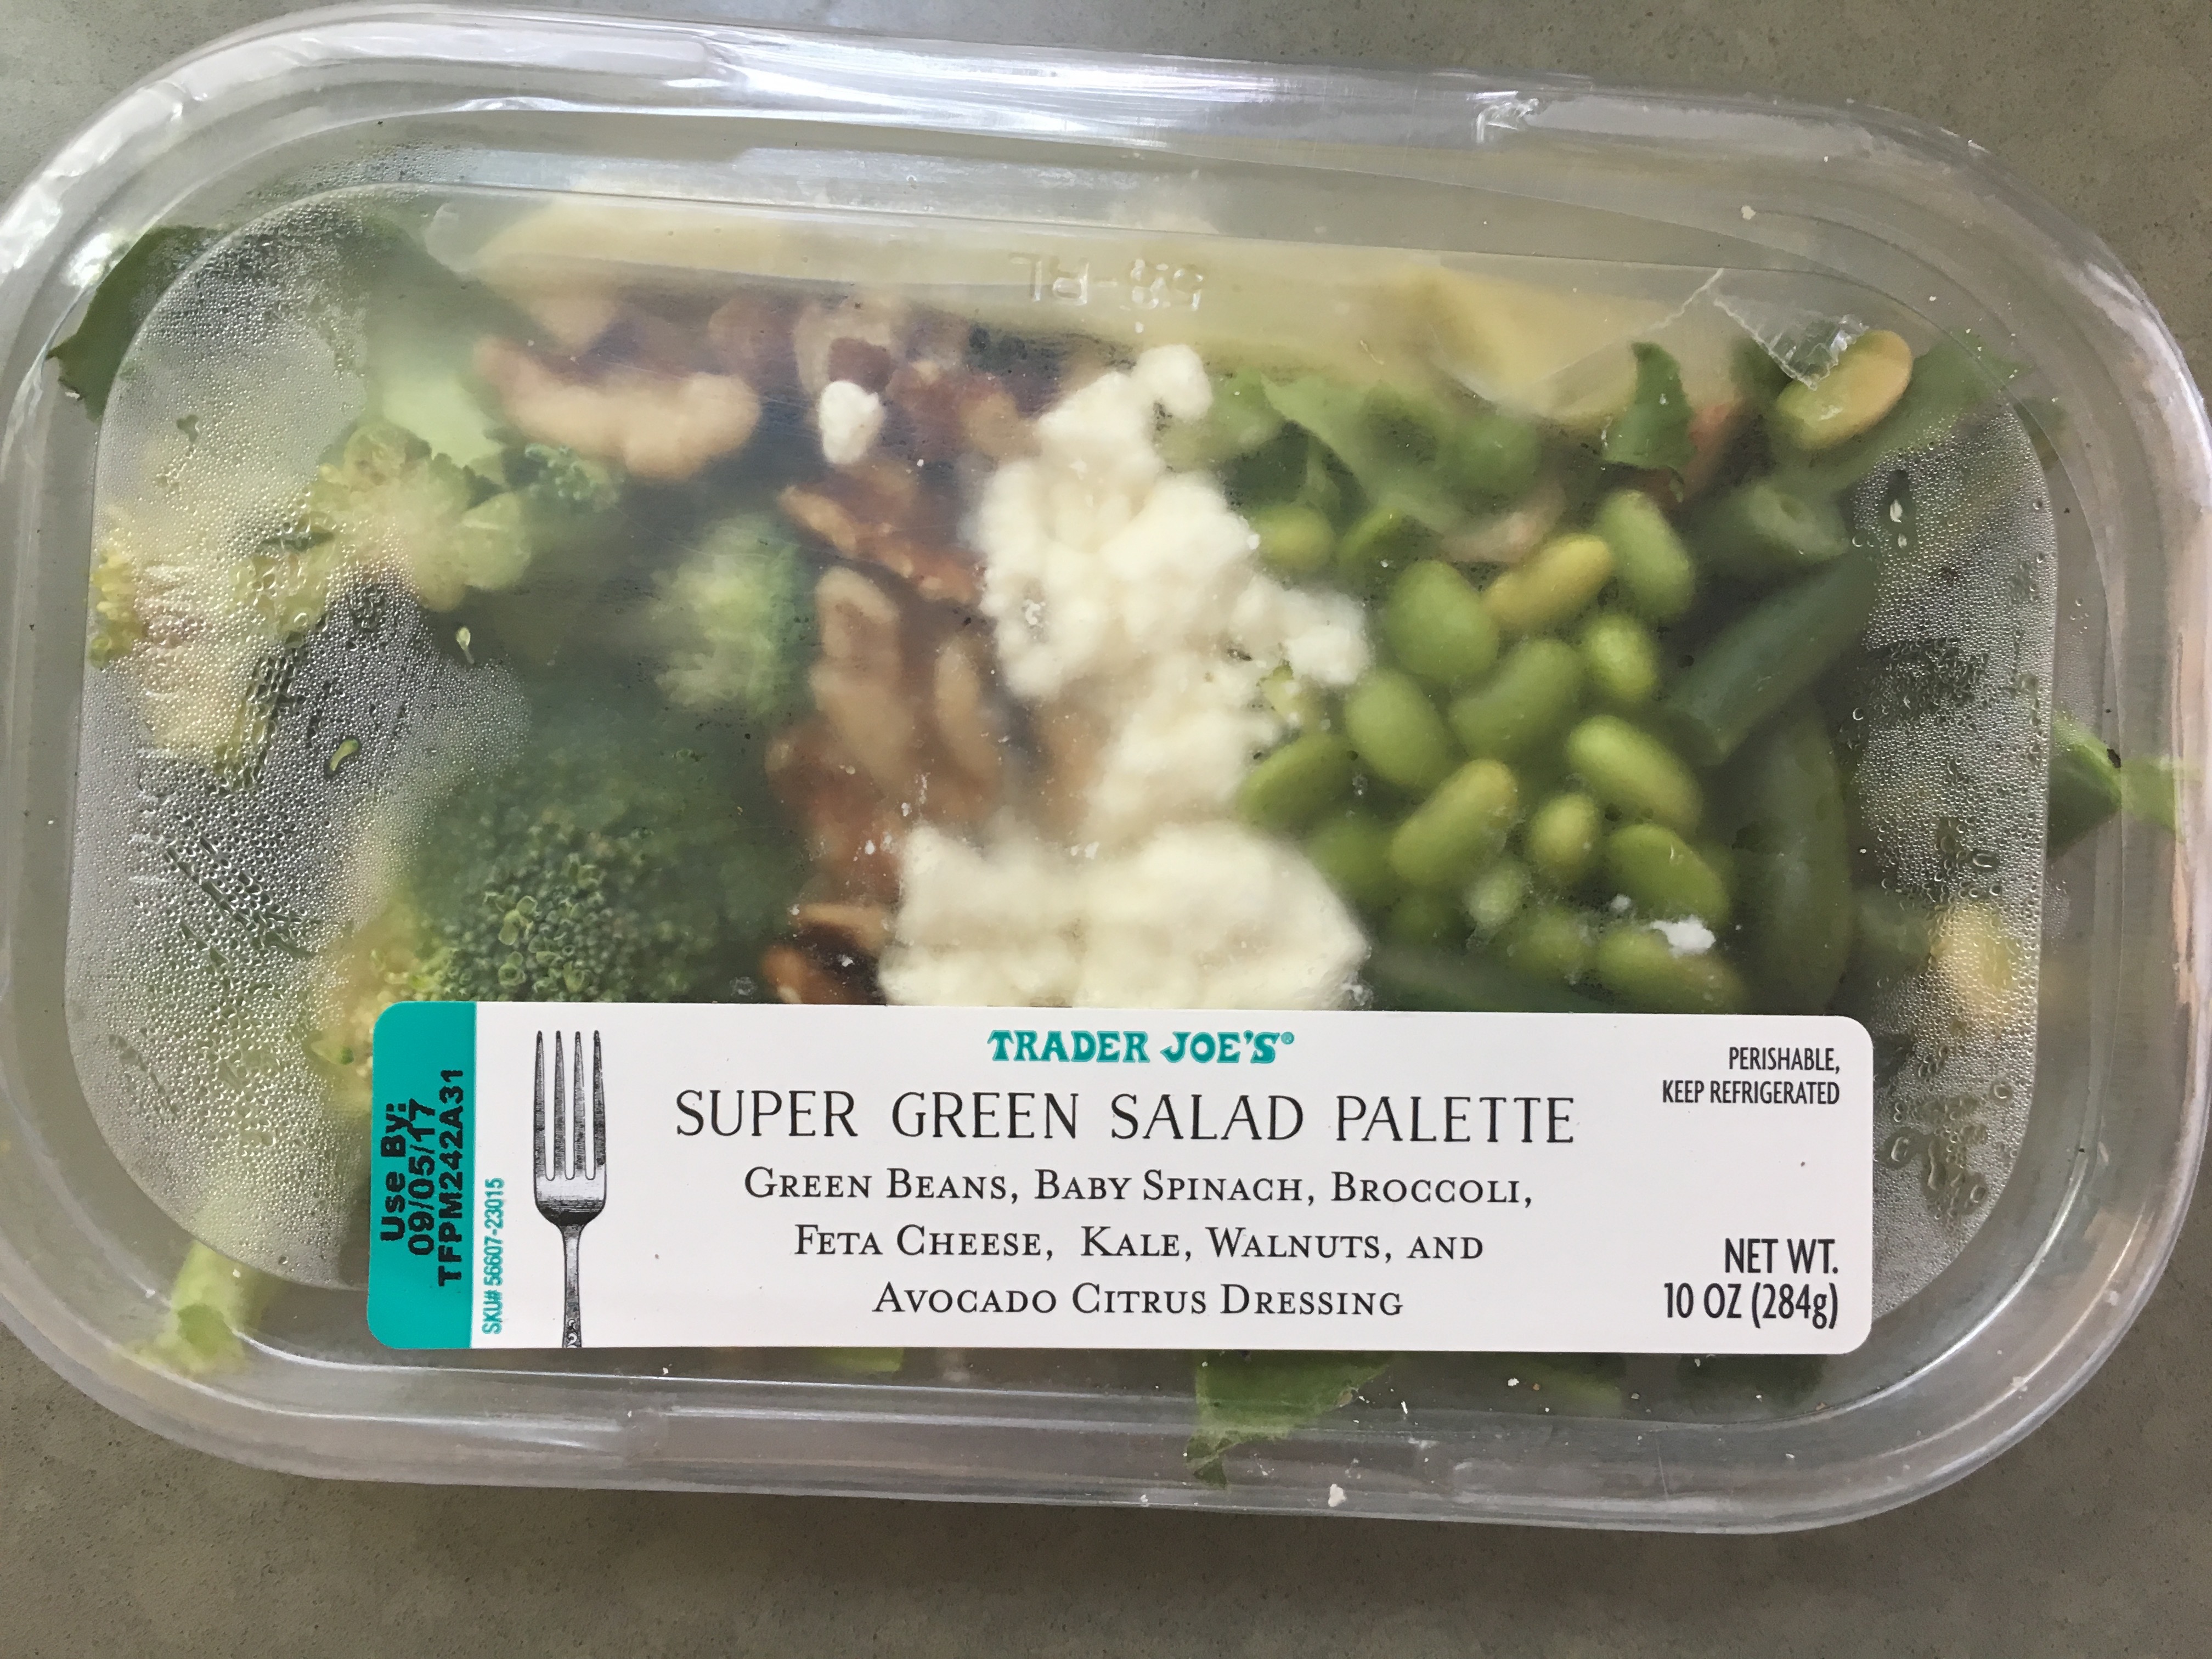 TRADER JOE'S®
SUPER GREEN SALAD PALETTE
GREEN BEANS, BABY SPINACH, BROCCOLI,
FETA CHEESE, KALE, WALNUTS, AND
AVOCADO CITRUS DRESSING
PERISHABLE,
KEEP REFRIGERATED
NET WT.
10 OZ (284g)
Use By:
09/05/17
TFPM242A31
SKU# 56607-23015